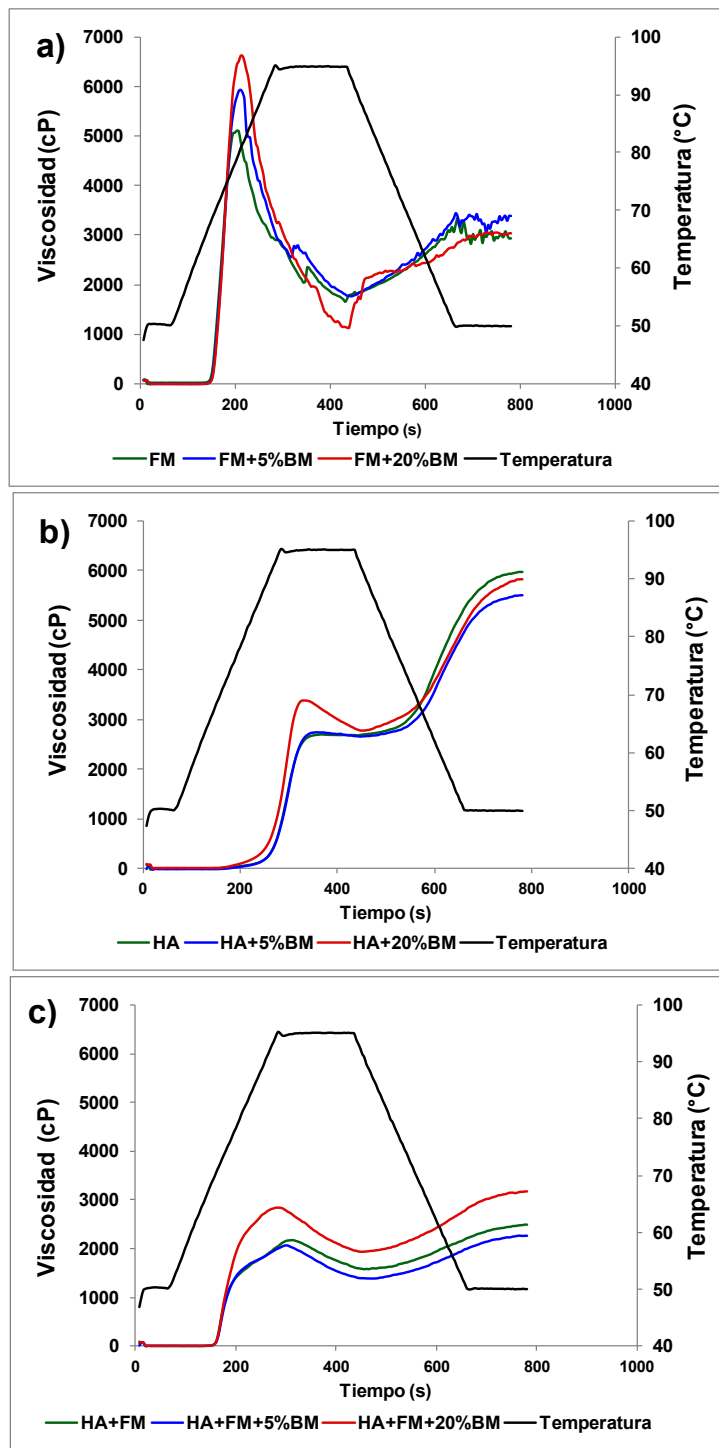 a)
7000
6000
5000
4000
3000
2000
1000
0
Viscosidad (cP)
100
90
80
70
60
50
40
Temperatura (°C)
0 200 400 600 800 1000
Tiempo (s)
FM FM+5%BM FM+20%BM Temperatura
b)
7000
6000
5000
4000
3000
2000
1000
0
Viscosidad (cP)
100
90
80
70
60
50
40
Temperatura (°C)
0 200 400 600 800 1000
Tiempo (s)
HA HA+5%BM HA+20%BM Temperatura
c)
7000
6000
5000
4000
3000
2000
1000
0
Viscosidad (cP)
100
90
80
70
60
50
40
Temperatura (°C)
0 200 400 600 800 1000
Tiempo (s)
HA+FM HA+FM+5%BM HA+FM+20%BM Temperatura